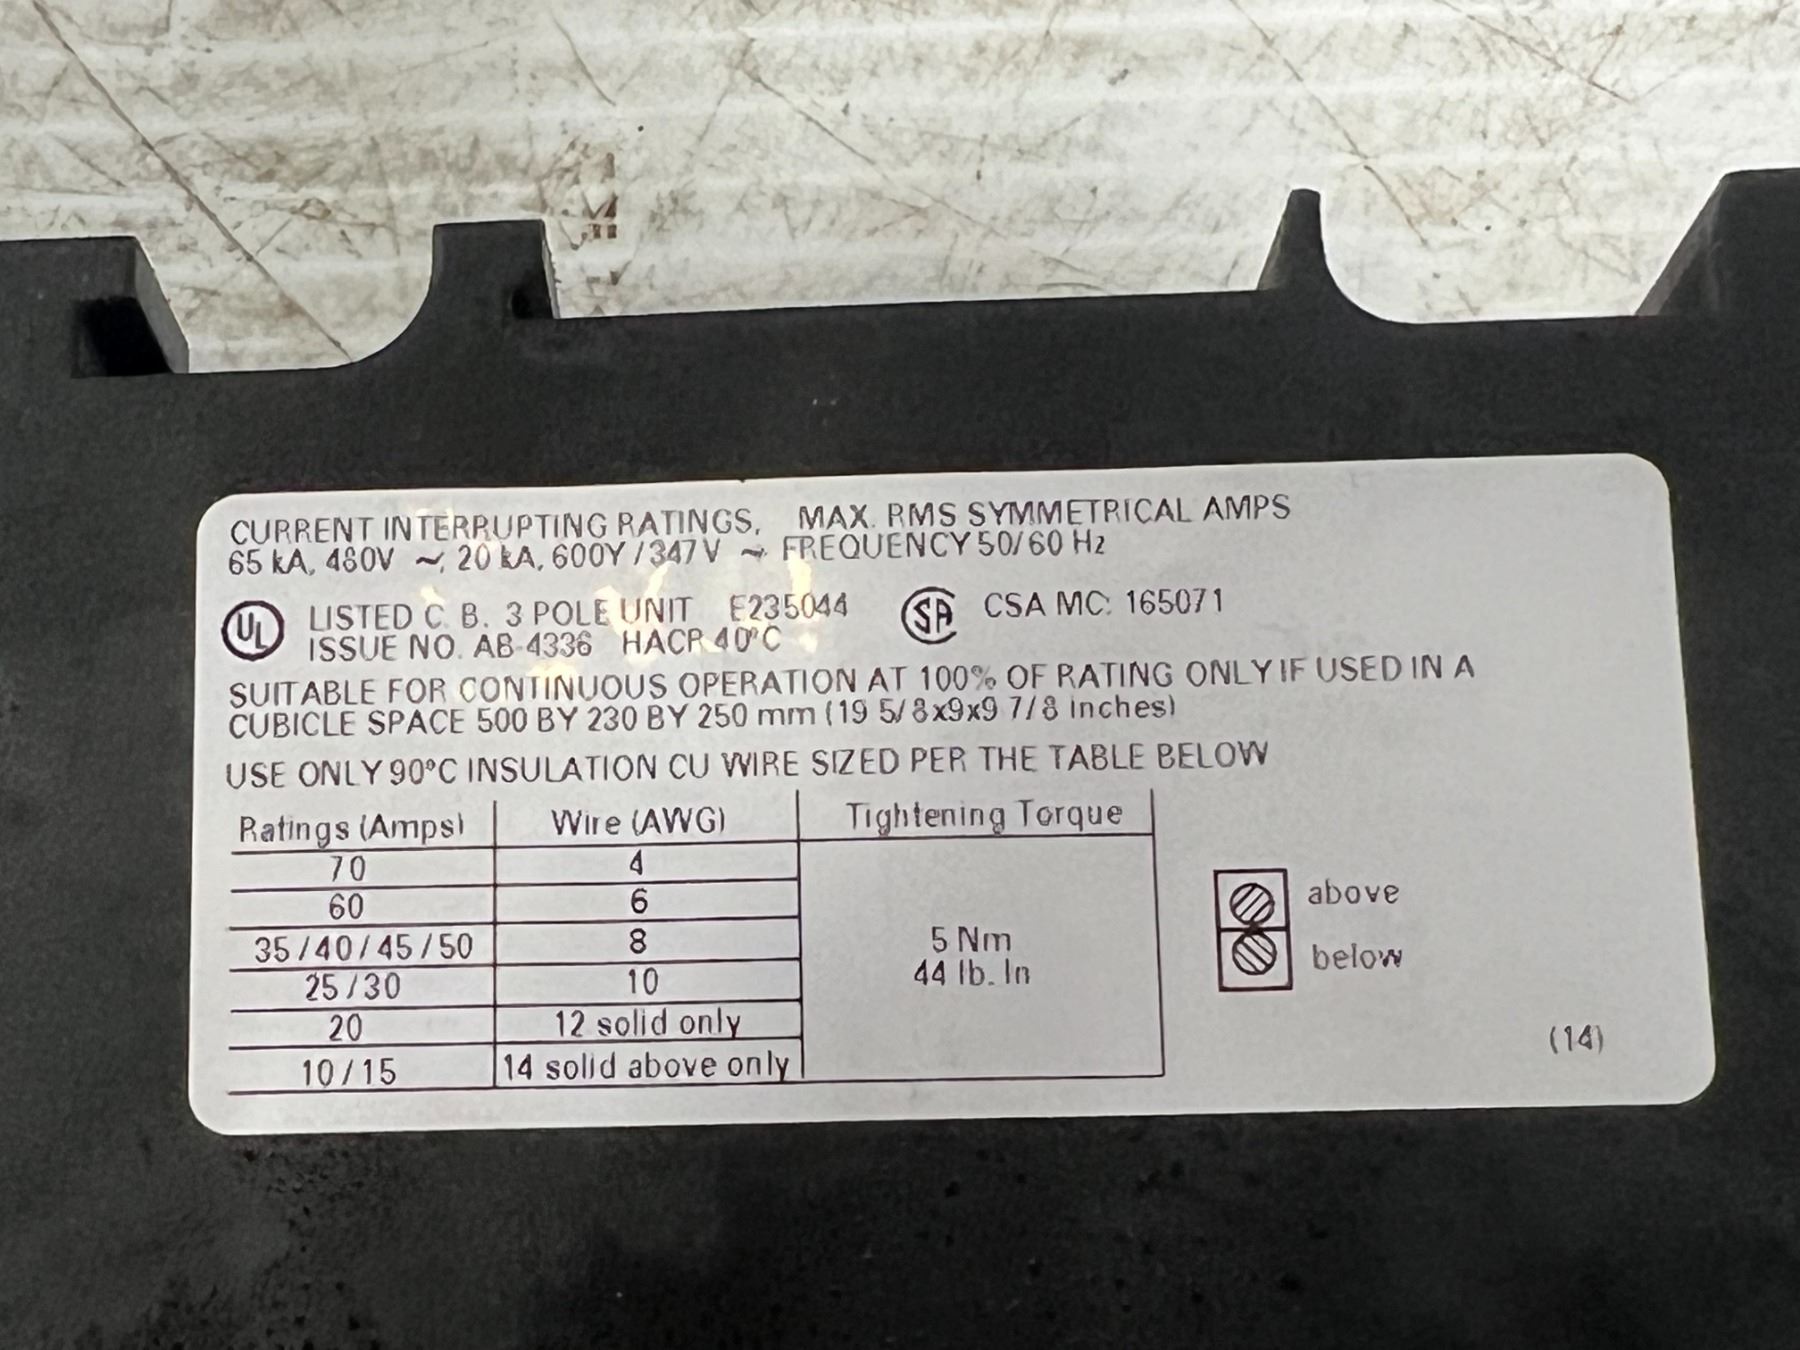 CURRENT INTERRUPTING RATINGS, MAX. RMS SYMMETRICAL AMPS
65 kA, 480V ~, 20 kA, 600Y/347V ~ FREQUENCY 50/60 Hz
UL LISTED C.B. 3 POLE UNIT E235044 SA CSA MC: 165071
ISSUE NO. AB-4336 HACR 40°C
SUITABLE FOR CONTINUOUS OPERATION AT 100% OF RATING ONLY IF USED IN A
CUBICLE SPACE 500 BY 230 BY 250 mm (19 5/8x9x9 7/8 inches)
USE ONLY 90°C INSULATION CU WIRE SIZED PER THE TABLE BELOW
Ratings (Amps) Wire (AWG) Tightening Torque
70 4
60 6
35/40/45/50 8
25/30 10
20 12 solid only
10/15 14 solid above only
5 Nm
44 lb. In
above
below
(14)